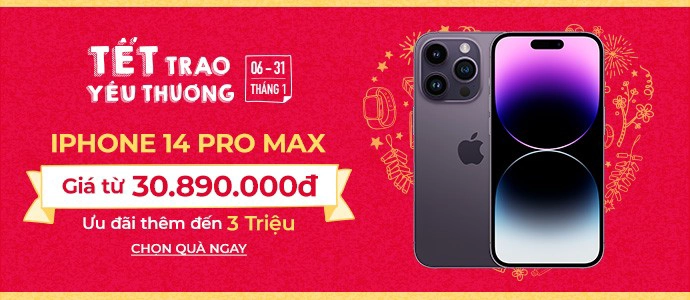 TẾT TRAO
YÊU THƯƠNG
06 - 31
THÁNG 1
IPHONE 14 PRO MAX
Giá từ 30.890.000đ
Ưu đãi thêm đến 3 Triệu
CHỌN QUÀ NGAY